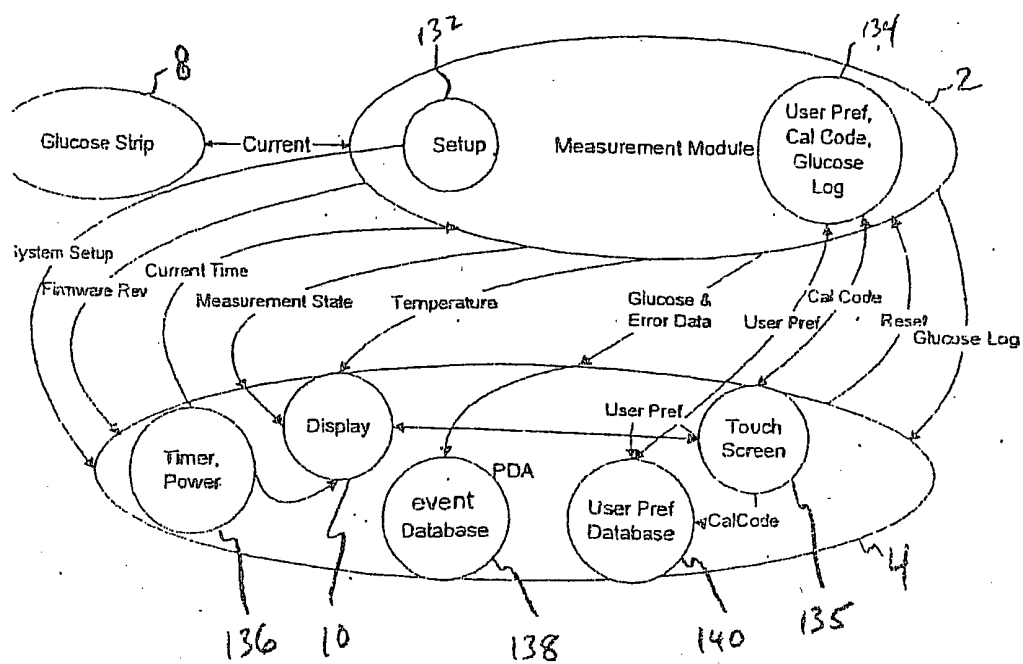 132
134
8
2
Glucose Strip
Current
Setup
Measurement Module
User Pref,
Cal Code,
Glucose
Log
ystem Setup
Firmware Rev
Current Time
Measurement State
Temperature
Glucose &
Error Data
User Pref
Cal Code
Reset
Glucose Log
Timer,
Power
Display
PDA
event
Database
User Pref
User Pref
Database
CalCode
Touch
Screen
4
136
10
138
140
135